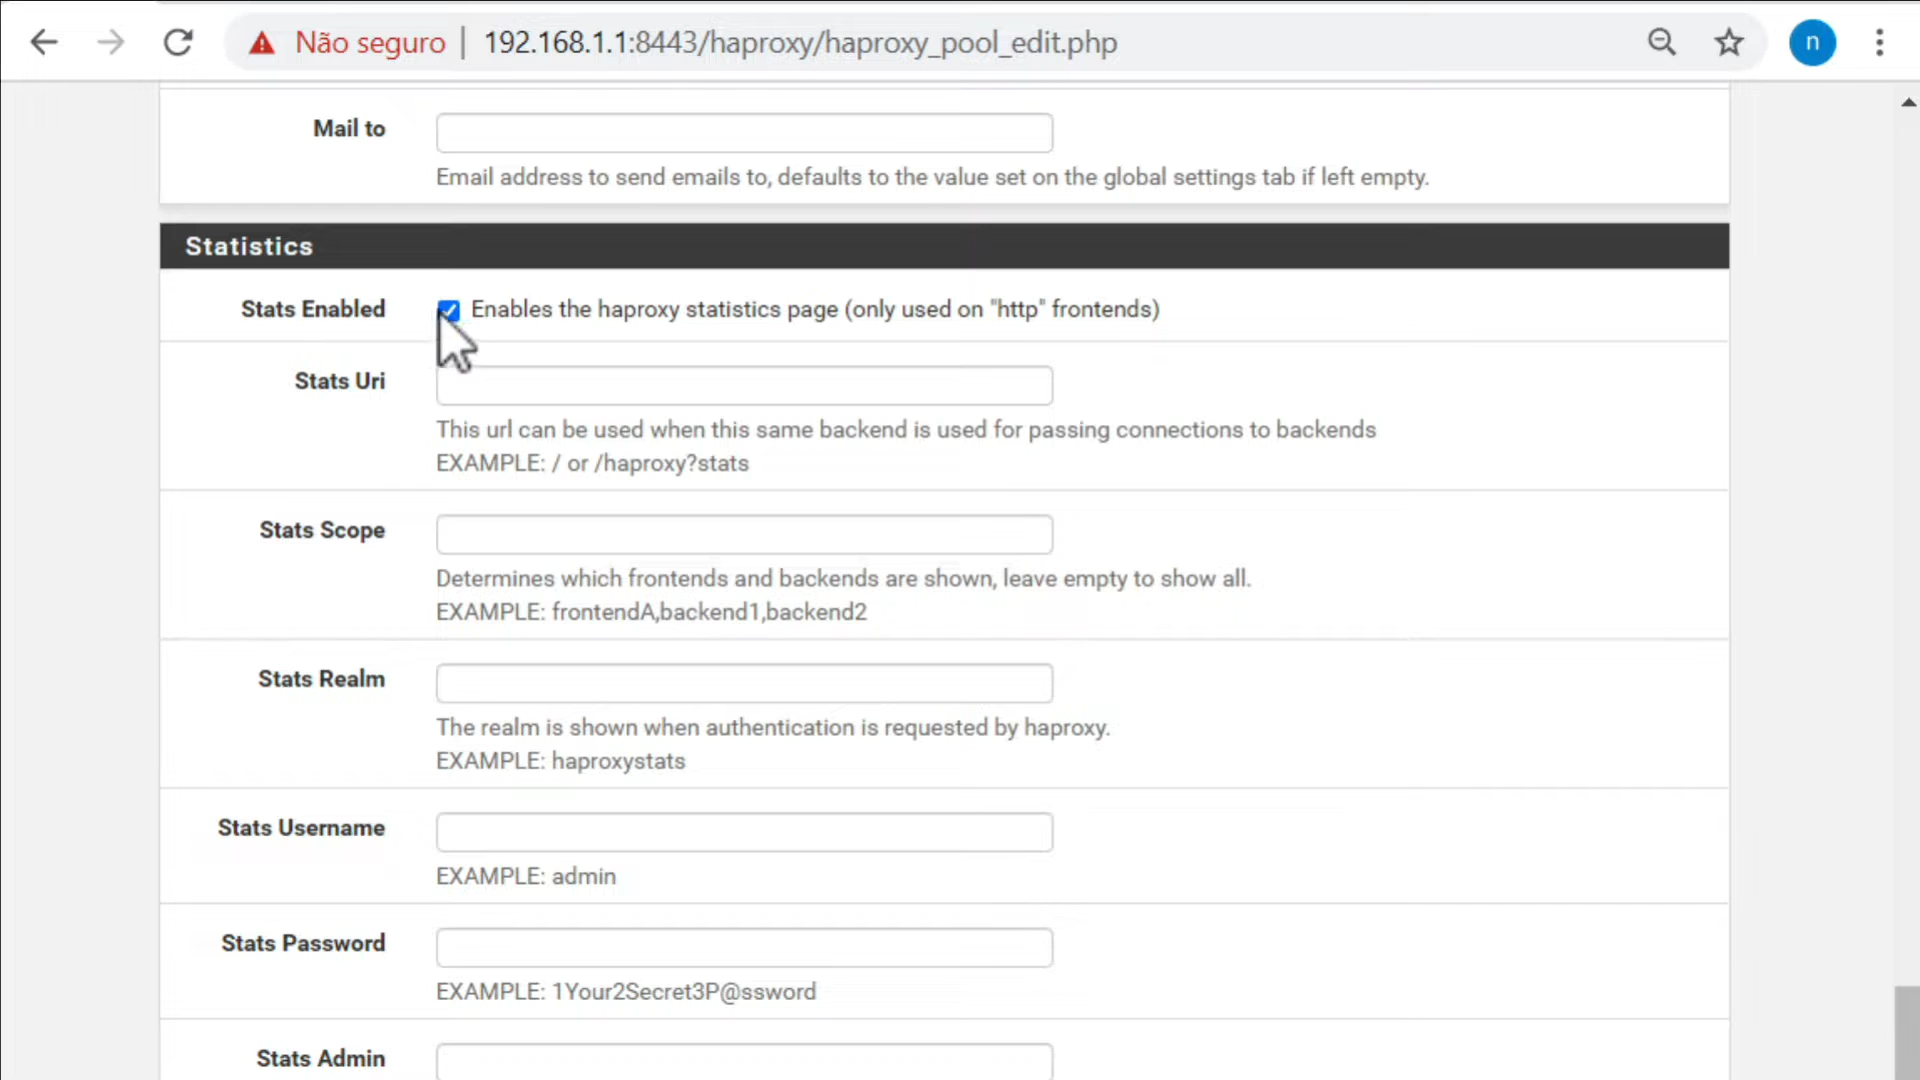 Não seguro | 192.168.1.1:8443/haproxy/haproxy_pool_edit.php
n
Mail to
Email address to send emails to, defaults to the value set on the global settings tab if left empty.
Statistics
Stats Enabled
Enables the haproxy statistics page (only used on "http" frontends)
Stats Uri
This url can be used when this same backend is used for passing connections to backends
EXAMPLE: / or /haproxy?stats
Stats Scope
Determines which frontends and backends are shown, leave empty to show all.
EXAMPLE: frontendA,backend1,backend2
Stats Realm
The realm is shown when authentication is requested by haproxy.
EXAMPLE: haproxystats
Stats Username
EXAMPLE: admin
Stats Password
EXAMPLE: 1Your2Secret3P@ssword
Stats Admin